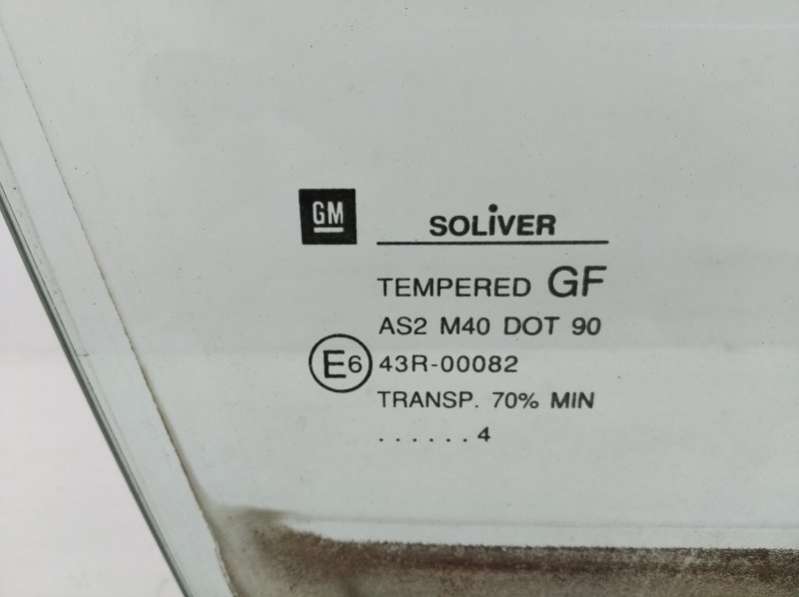 GM
SOLiVER
TEMPERED GF
AS2 M40 DOT 90
E6 43R-00082
TRANSP. 70% MIN
. . . . . . 4